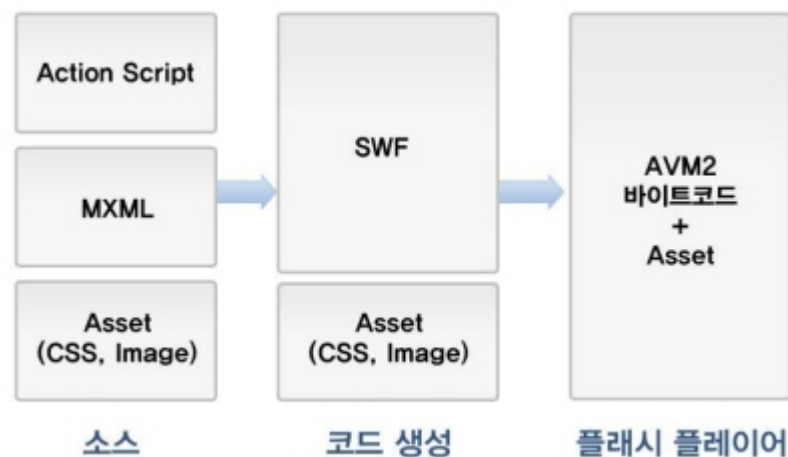 Action Script
MXML
Asset
(CSS, Image)
소스
SWF
Asset
(CSS, Image)
코드 생성
AVM2
바이트코드
+
Asset
플래시 플레이어